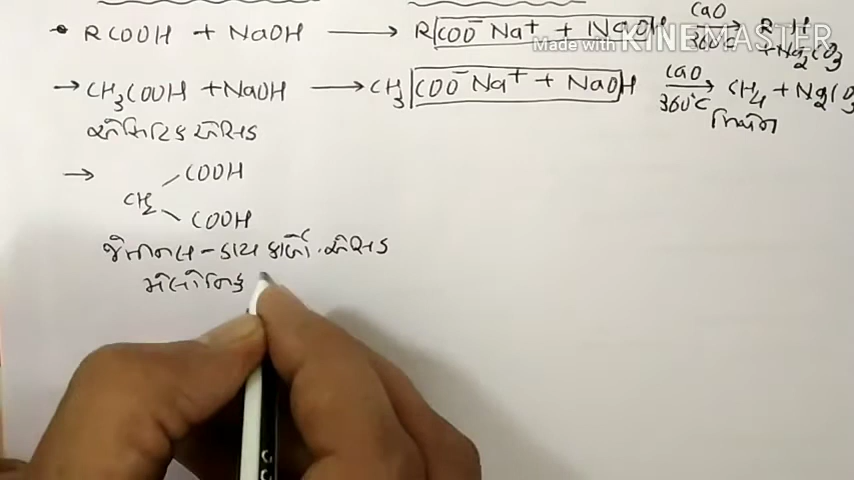 • RCOOH + NaOH → R COO⁻Na⁺ + NaOH CaO 360°C → R-H + Na₂CO₃
Made with KINEMASTER
→ CH₃COOH + NaOH → CH₃ COO⁻Na⁺ + NaOH CaO 360°C → CH₄ + Na₂CO₃
એસિટિક એસિડ મિથેન
→ CH₂ COOH
COOH
ડાય કાર્બો. એસિડ
મેલોનિક